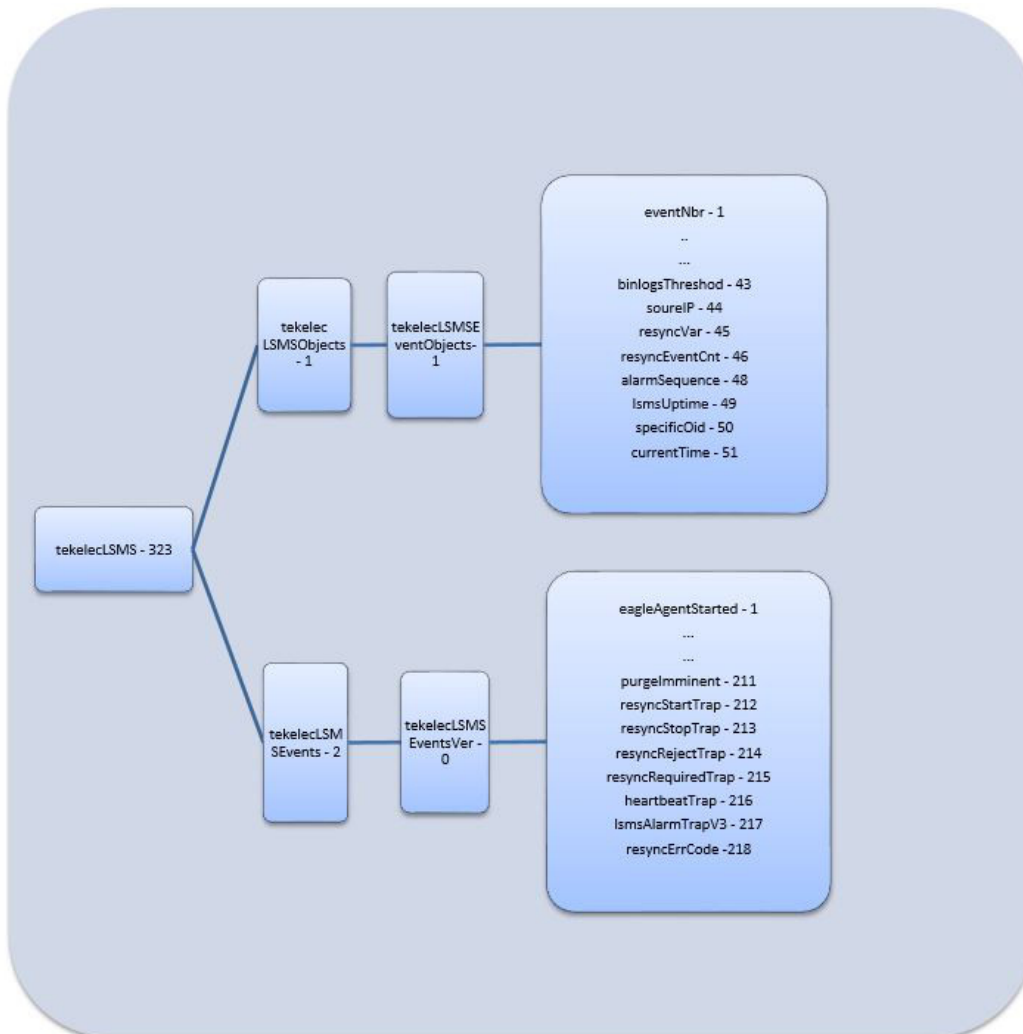 tekelecLSMS - 323
tekelec
LSMSObjects
- 1
tekelecLSMSE
ventObjects-
1
eventNbr - 1
..
...
binlogsThreshod - 43
soureIP - 44
resyncVar - 45
resyncEventCnt - 46
alarmSequence - 48
lsmsUptime - 49
specificOid - 50
currentTime - 51
tekelecLSM
SEvents - 2
tekelecLSMS
EventsVer -
0
eagleAgentStarted - 1
...
...
purgeImminent - 211
resyncStartTrap - 212
resyncStopTrap - 213
resyncRejectTrap - 214
resyncRequiredTrap - 215
heartbeatTrap - 216
lsmsAlarmTrapV3 - 217
resyncErrCode -218